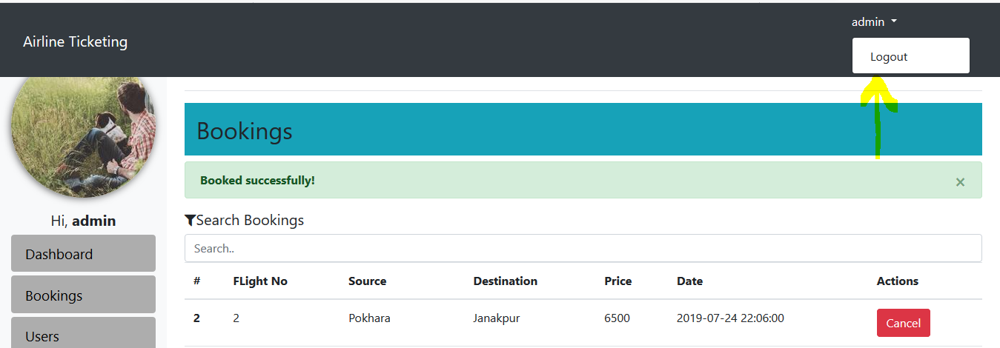 admin
Airline Ticketing
Logout
Bookings
Booked successfully! ×
Hi, admin
Search Bookings
Dashboard
Search..
# FLight No Source Destination Price Date Actions
Bookings
2 2 Pokhara Janakpur 6500 2019-07-24 22:06:00 Cancel
Users